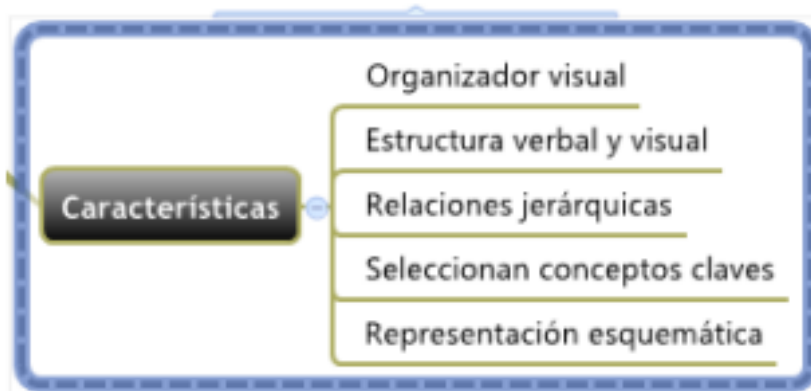 Organizador visual
Estructura verbal y visual
Características
Relaciones jerárquicas
Seleccionan conceptos claves
Representación esquemática